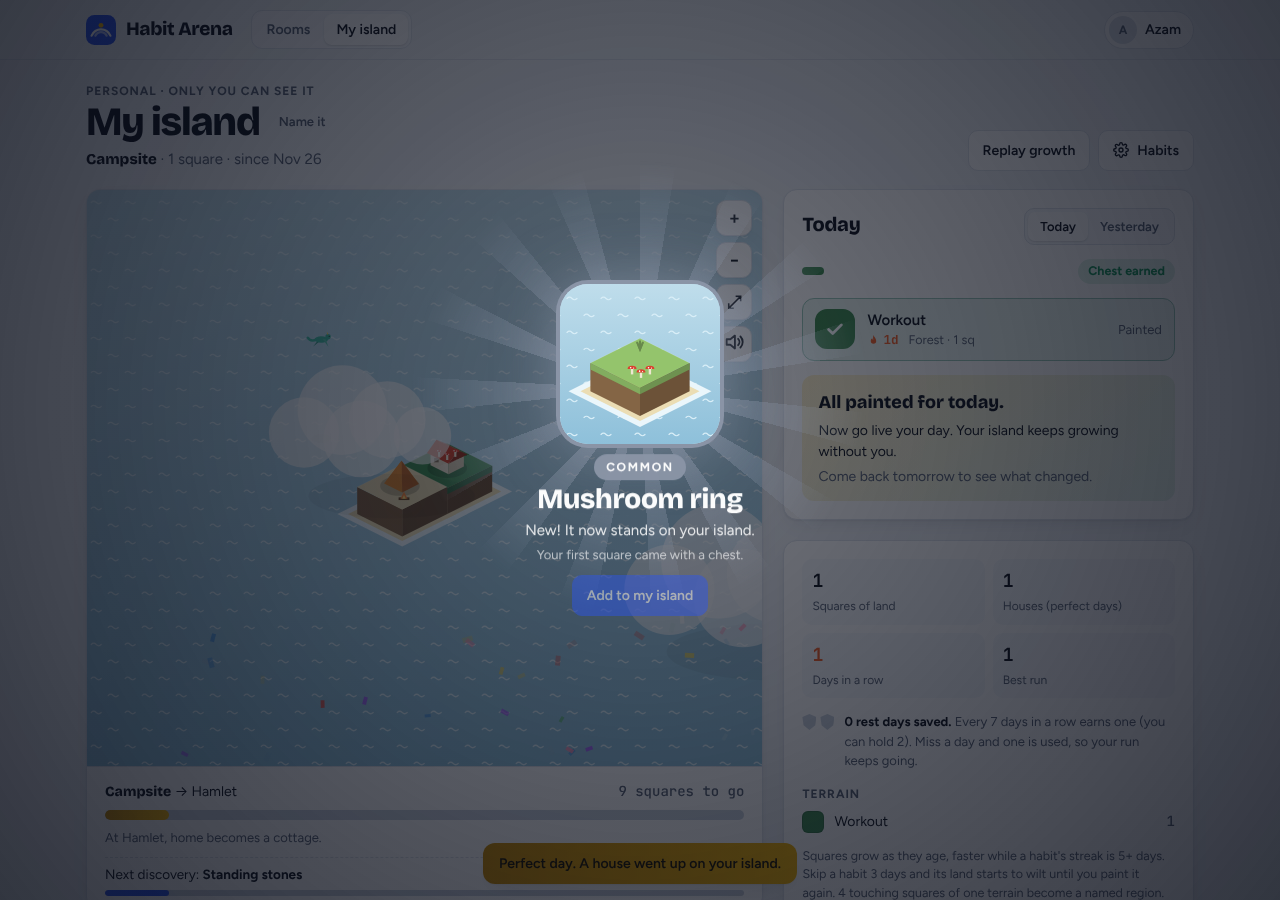 Habit Arena
Rooms
My island
A
Azam
PERSONAL · ONLY YOU CAN SEE IT
My island
Name it
Campsite · 1 square · since Nov 26
Replay growth
Habits
+
-
Today
Today
Yesterday
Chest earned
Workout
1d Forest · 1 sq
Painted
All painted for today.
Now go live your day. Your island keeps growing
without you.
Come back tomorrow to see what changed.
COMMON
Mushroom ring
New! It now stands on your island.
Your first square came with a chest.
Add to my island
1
Squares of land
1
Houses (perfect days)
1
Days in a row
1
Best run
0 rest days saved. Every 7 days in a row earns one (you
can hold 2). Miss a day and one is used, so your run
keeps going.
TERRAIN
Workout
1
Squares grow as they age, faster while a habit's streak is 5+ days.
Skip a habit 3 days and its land starts to wilt until you paint it
again. 4 touching squares of one terrain become a named region.
Campsite → Hamlet
9 squares to go
At Hamlet, home becomes a cottage.
Next discovery: Standing stones
Perfect day. A house went up on your island.